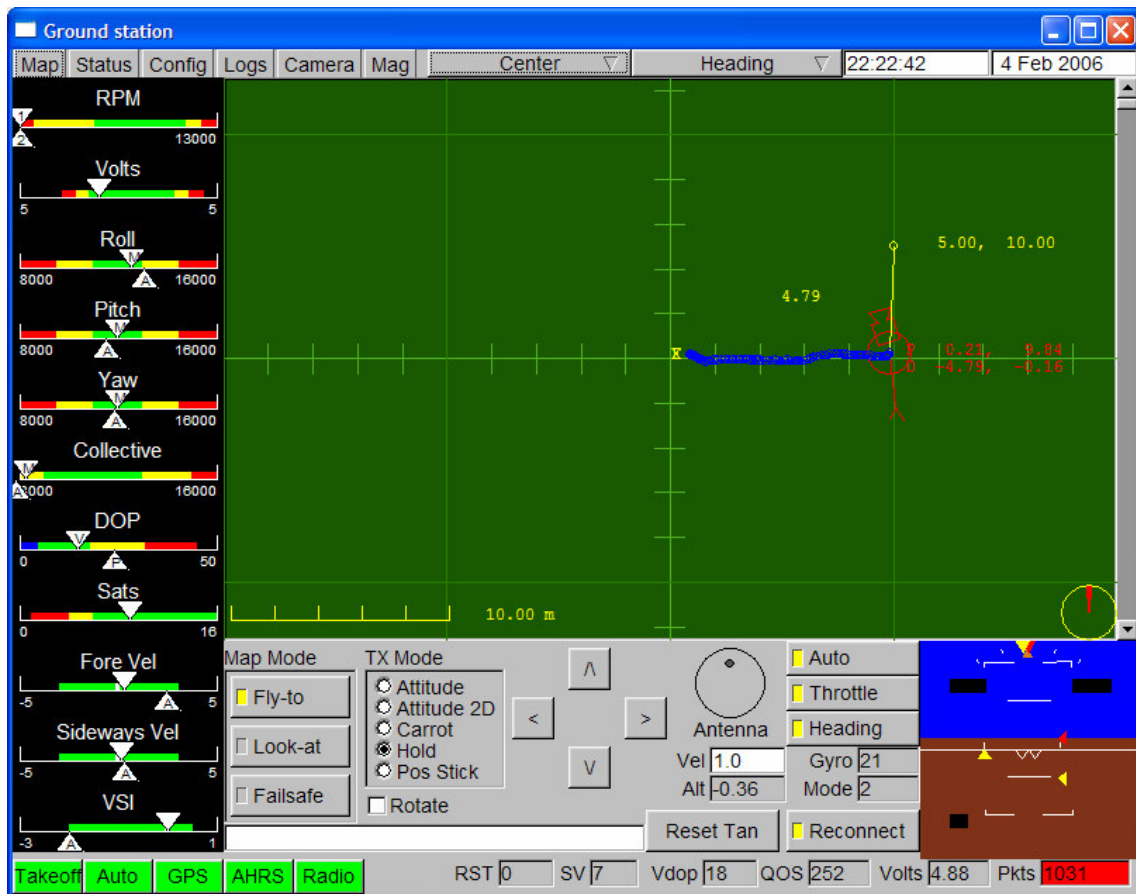 Ground station
Map Status Config Logs Camera Mag Center Heading 22:22:42 4 Feb 2006
RPM
1
2 13000
Volts
5 5
Roll
M
8000 A 16000
Pitch
M
8000 A 16000
Yaw
M
8000 A 16000
Collective
M
A 8000 16000
DOP
V
0 P 50
Sats
0 16
Fore Vel
-5 A 5
Sideways Vel
-5 A 5
VSI
-3 A 1
5.00, 10.00
4.79
X
P 0.21, 9.84
D +4.79, -0.16
10.00 m
Map Mode
Fly-to
Look-at
Failsafe
TX Mode
Attitude
Attitude 2D
Carrot
Hold
Pos Stick
Rotate
/\
< >
\/
Antenna
Vel 1.0
Alt -0.36
Reset Tan
Auto
Throttle
Heading
Gyro 21
Mode 2
Reconnect
Takeoff Auto GPS AHRS Radio RST 0 SV 7 Vdop 18 QOS 252 Volts 4.88 Pkts 1031